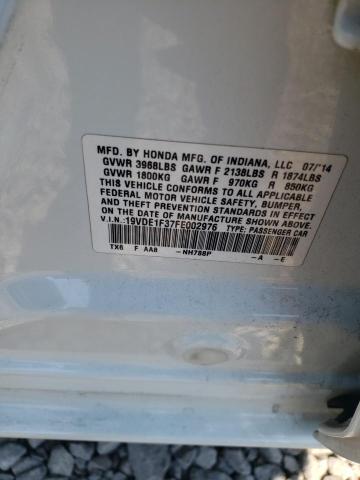 MFD. BY HONDA MFG. OF INDIANA, LLC 07/'14
GVWR 3968LBS GAWR F 2138LBS R 1874LBS
GVWR 1800KG GAWR F 970KG R 850KG
THIS VEHICLE CONFORMS TO ALL APPLICABLE
FEDERAL MOTOR VEHICLE SAFETY, BUMPER,
AND THEFT PREVENTION STANDARDS IN EFFECT
ON THE DATE OF MANUFACTURE SHOWN ABOVE.
V.I.N.: 19VDE1F37FE002976 TYPE: PASSENGER CAR
TX6 F AA8 -NH788P -A -E